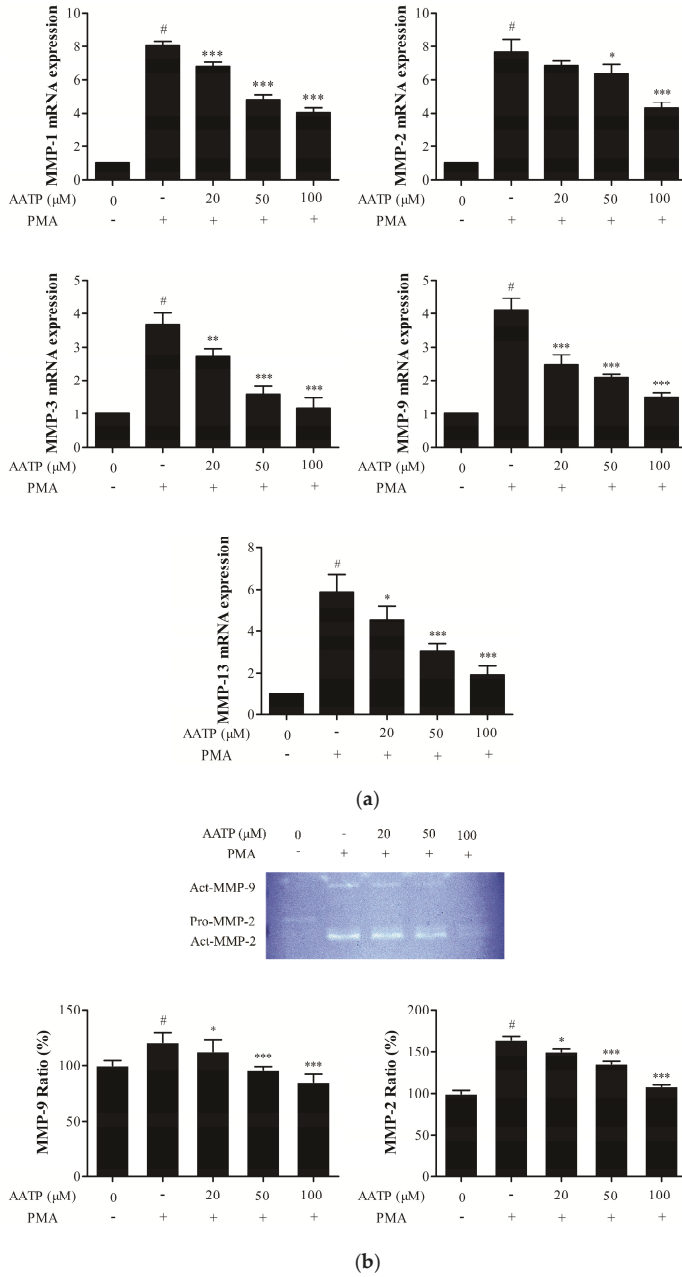 MMP-1 mRNA expression
10
8
6
4
2
0
#
***
***
***
AATP (μM) 0 - 20 50 100
PMA - + + + +
MMP-2 mRNA expression
10
8
6
4
2
0
#
*
***
AATP (μM) 0 - 20 50 100
PMA - + + + +
MMP-3 mRNA expression
5
4
3
2
1
0
#
**
***
***
AATP (μM) 0 - 20 50 100
PMA - + + + +
MMP-9 mRNA expression
5
4
3
2
1
0
#
***
***
***
AATP (μM) 0 - 20 50 100
PMA - + + + +
MMP-13 mRNA expression
8
6
4
2
0
#
*
***
***
AATP (μM) 0 - 20 50 100
PMA - + + + +
(a)
AATP (μM) 0 - 20 50 100
PMA - + + + +
Act-MMP-9
Pro-MMP-2
Act-MMP-2
MMP-9 Ratio (%)
150
100
50
0
#
*
***
***
AATP (μM) 0 - 20 50 100
PMA - + + + +
MMP-2 Ratio (%)
200
150
100
50
0
#
*
***
***
AATP (μM) 0 - 20 50 100
PMA - + + + +
(b)